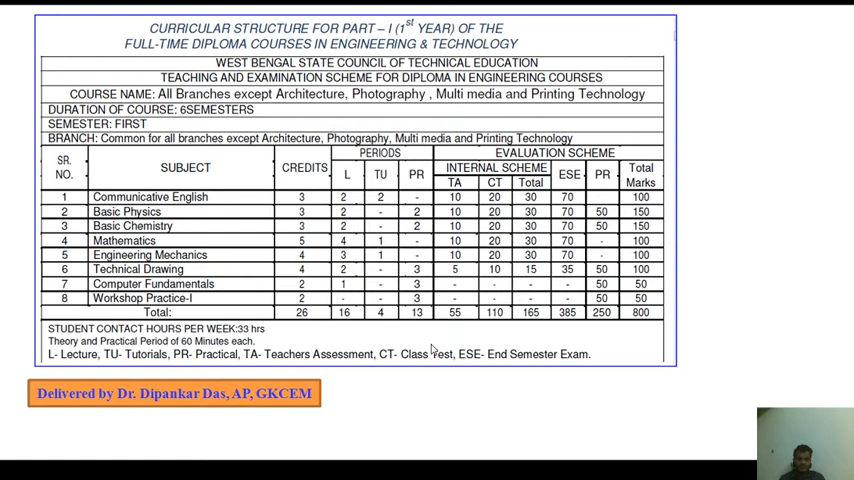 CURRICULAR STRUCTURE FOR PART – I (1st YEAR) OF THE
FULL-TIME DIPLOMA COURSES IN ENGINEERING & TECHNOLOGY
WEST BENGAL STATE COUNCIL OF TECHNICAL EDUCATION
TEACHING AND EXAMINATION SCHEME FOR DIPLOMA IN ENGINEERING COURSES
COURSE NAME: All Branches except Architecture, Photography , Multi media and Printing Technology
DURATION OF COURSE: 6SEMESTERS
SEMESTER: FIRST
BRANCH: Common for all branches except Architecture, Photography, Multi media and Printing Technology
SR. NO. SUBJECT CREDITS PERIODS EVALUATION SCHEME
L TU PR INTERNAL SCHEME ESE PR Total Marks
TA CT Total
1 Communicative English 3 2 2 - 10 20 30 70 100
2 Basic Physics 3 2 - 2 10 20 30 70 50 150
3 Basic Chemistry 3 2 - 2 10 20 30 70 50 150
4 Mathematics 5 4 1 - 10 20 30 70 - 100
5 Engineering Mechanics 4 3 1 - 10 20 30 70 - 100
6 Technical Drawing 4 2 - 3 5 10 15 35 50 100
7 Computer Fundamentals 2 1 - 3 - - - - 50 50
8 Workshop Practice-I 2 - - 3 - - - - 50 50
Total: 26 16 4 13 55 110 165 385 250 800
STUDENT CONTACT HOURS PER WEEK:33 hrs
Theory and Practical Period of 60 Minutes each.
L- Lecture, TU- Tutorials, PR- Practical, TA- Teachers Assessment, CT- Class Test, ESE- End Semester Exam.
Delivered by Dr. Dipankar Das, AP, GKCEM